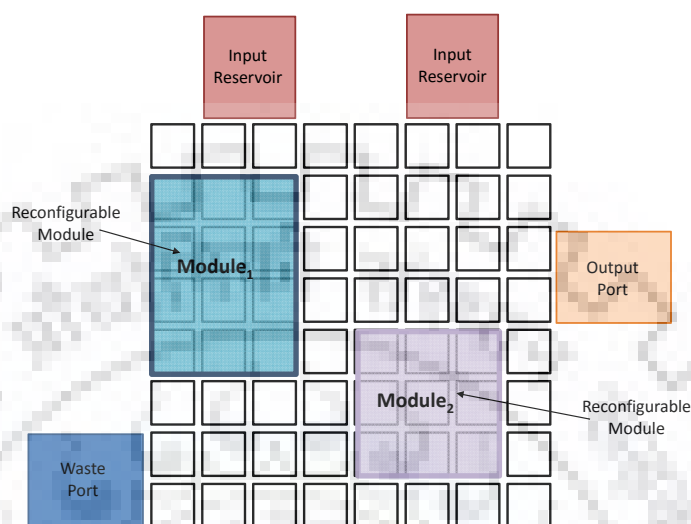 Input
Reservoir
Input
Reservoir
Reconfigurable
Module
Module1
Output
Port
Module2
Reconfigurable
Module
Waste
Port